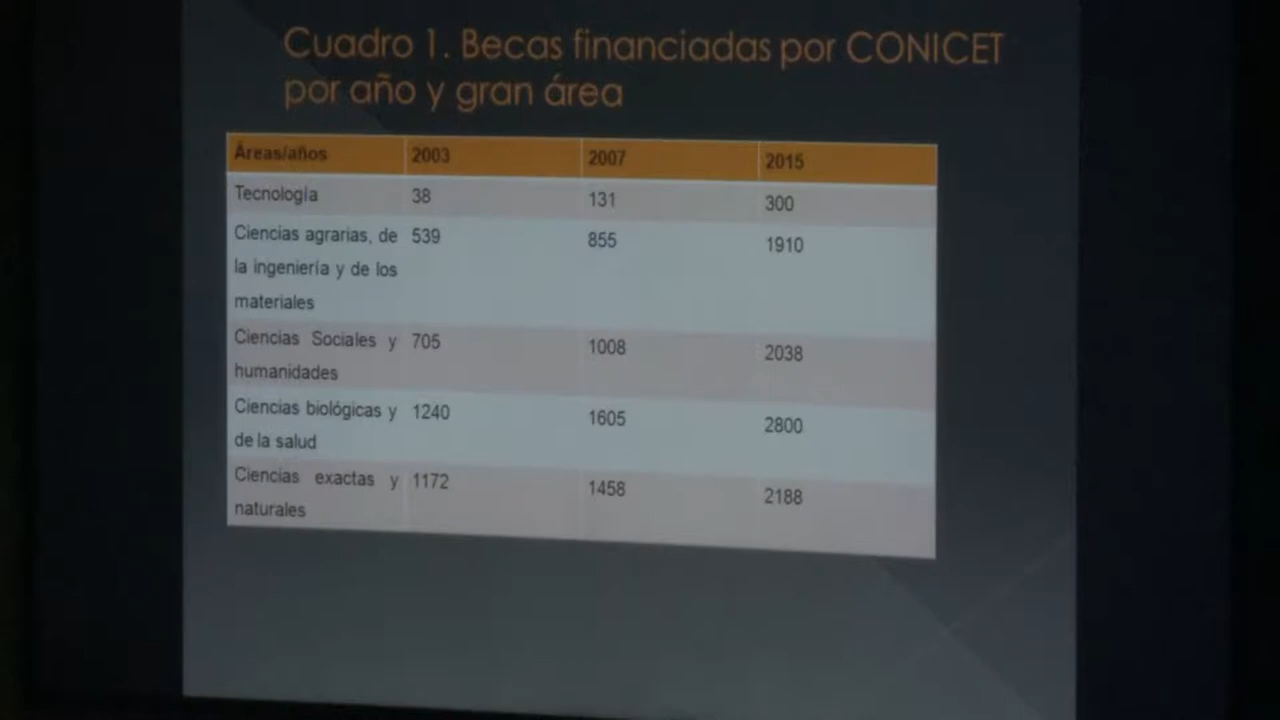 Cuadro 1. Becas financiadas por CONICET
por año y gran área
Áreas/años 2003 2007 2015
Tecnología 38 131 300
Ciencias agrarias, de 539 855 1910
la ingeniería y de los
materiales
Ciencias Sociales y 705 1008 2038
humanidades
Ciencias biológicas y 1240 1605 2800
de la salud
Ciencias exactas y 1172 1458 2188
naturales